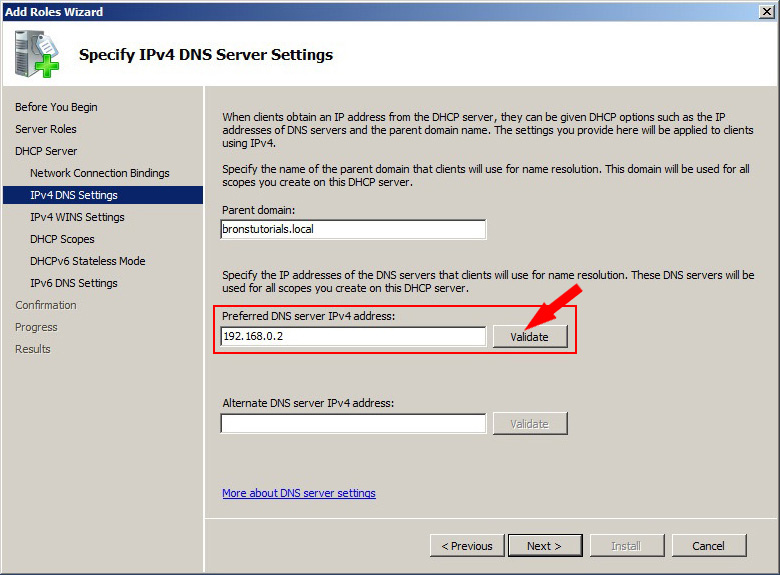 Add Roles Wizard
Specify IPv4 DNS Server Settings
Before You Begin
Server Roles
DHCP Server
Network Connection Bindings
IPv4 DNS Settings
IPv4 WINS Settings
DHCP Scopes
DHCPv6 Stateless Mode
IPv6 DNS Settings
Confirmation
Progress
Results
When clients obtain an IP address from the DHCP server, they can be given DHCP options such as the IP
addresses of DNS servers and the parent domain name. The settings you provide here will be applied to clients
using IPv4.
Specify the name of the parent domain that clients will use for name resolution. This domain will be used for all
scopes you create on this DHCP server.
Parent domain:
bronstutorials.local
Specify the IP addresses of the DNS servers that clients will use for name resolution. These DNS servers will be
used for all scopes you create on this DHCP server.
Preferred DNS server IPv4 address:
192.168.0.2
Validate
Alternate DNS server IPv4 address:
Validate
More about DNS server settings
< Previous
Next >
Install
Cancel